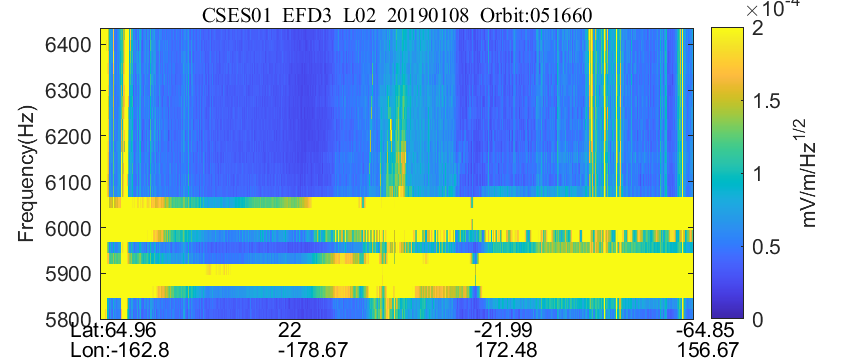 CSES01 EFD3 L02 20190108 Orbit:051660
×10⁻⁴
Frequency(Hz)
6400
6300
6200
6100
6000
5900
5800
2
1.5
1
0.5
0
mV/m/Hz^1/2
Lat:64.96 22 -21.99 -64.85
Lon:-162.8 -178.67 172.48 156.67